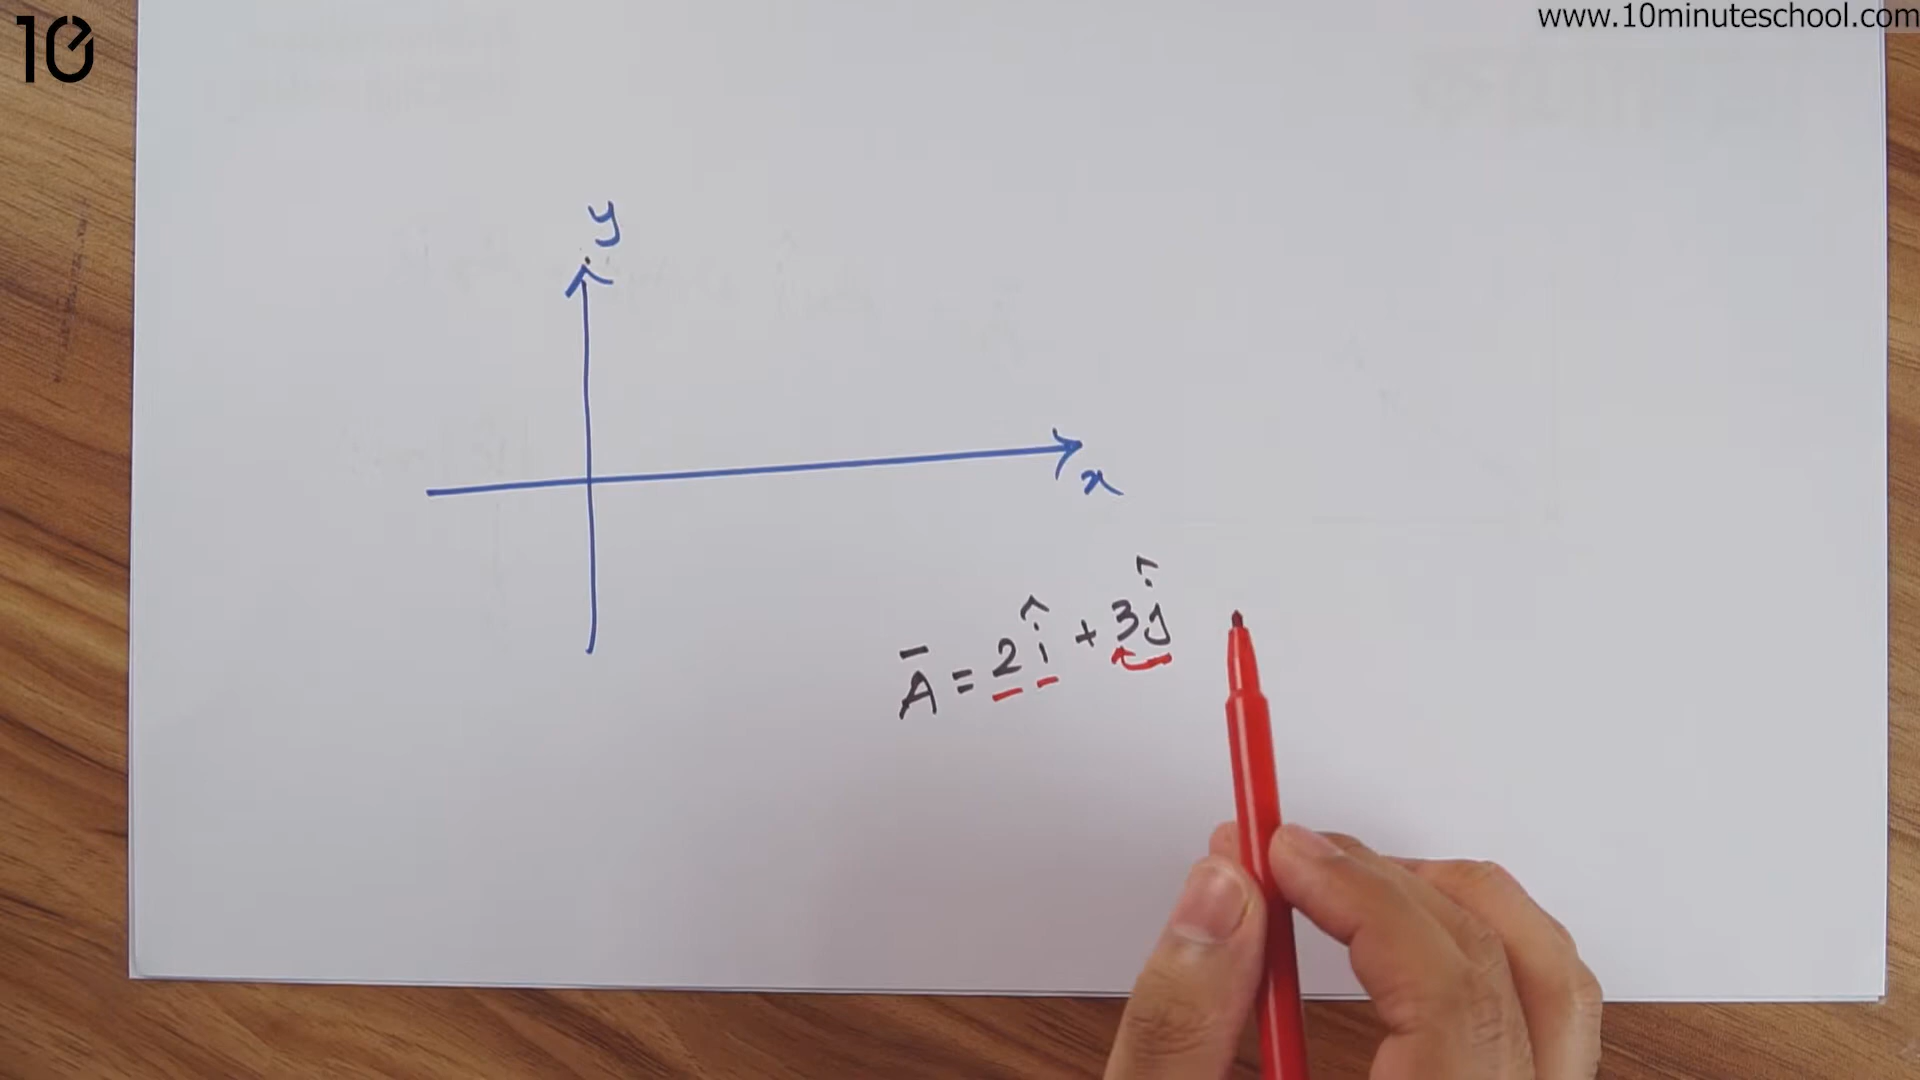 10
www.10minuteschool.com
y
x
A̅ = 2î + 3ĵ